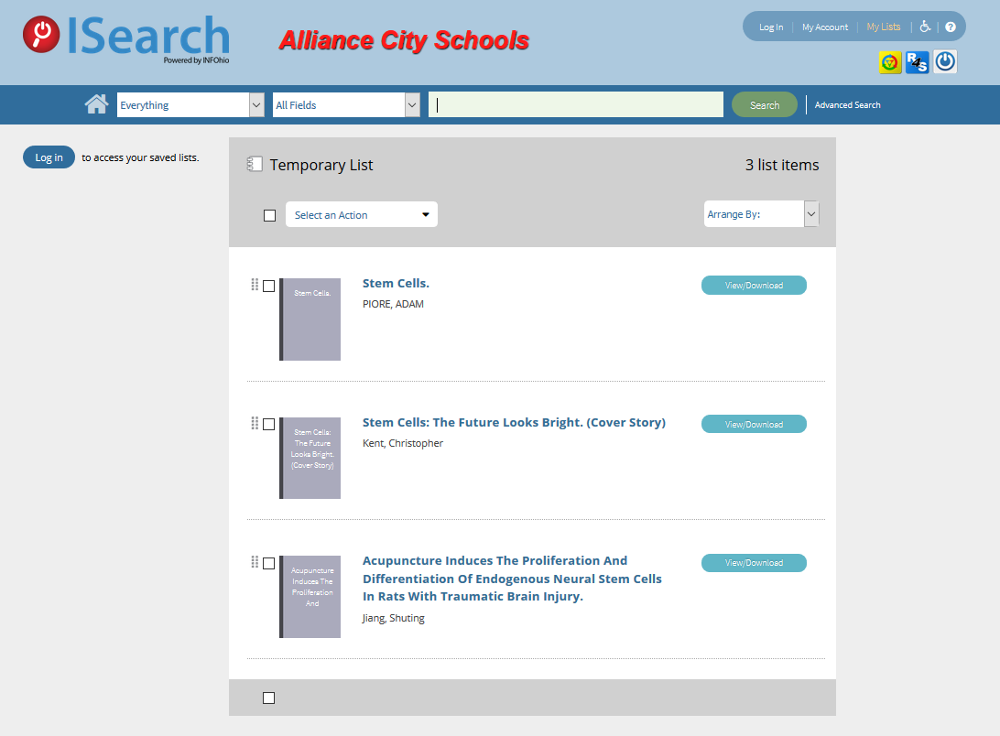 ISearch
Powered by INFOhio
Alliance City Schools
Log In
My Account
My Lists
?
R4S
Everything
All Fields
Search
Advanced Search
Log in to access your saved lists.
Temporary List
3 list items
Select an Action
Arrange By:
Stem Cells.
Stem Cells.
PIORE, ADAM
View/Download
Stem Cells:
The Future
Looks Bright.
(Cover Story)
Stem Cells: The Future Looks Bright. (Cover Story)
Kent, Christopher
View/Download
Acupuncture
Induces The
Proliferation
And
Acupuncture Induces The Proliferation And
Differentiation Of Endogenous Neural Stem Cells
In Rats With Traumatic Brain Injury.
Jiang, Shuting
View/Download